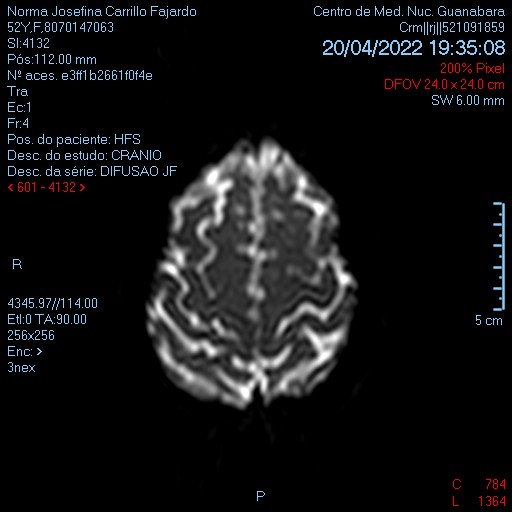 Norma Josefina Carrillo Fajardo
52Y,F,8070147063
SI:4132
Pós:112.00 mm
Nº aces. e3ff1b2661f0f4e
Tra
Ec:1
Fr:4
Pos. do paciente: HFS
Desc. do estudo: CRANIO
Desc. da série: DIFUSAO JF
< 601 - 4132 >
Centro de Med. Nuc. Guanabara
Crm||rj||521091859
20/04/2022 19:35:08
200% Pixel
DFOV 24.0 x 24.0 cm
SW 6.00 mm
R
5 cm
4345.97//114.00
Etl:0 TA:90.00
256x256
Enc: >
3nex
P
C 784
L 1364